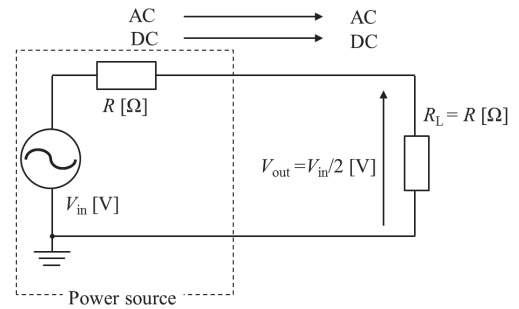 AC AC
DC DC
R [Ω]
R_L = R [Ω]
V_out =V_in/2 [V]
V_in [V]
Power source